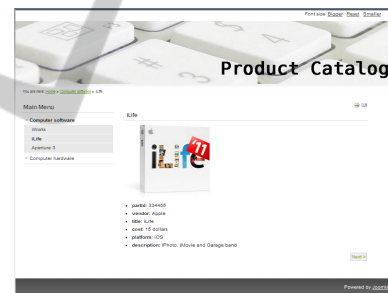 Font size Bigger Reset Smaller
Product Catalog
You are here: Home ▸ Computer software ▸ iLife
Main Menu
Computer software
iWorks
iLife
Aperture 3
Computer hardware
iLife
iLife '11
partid: 334455
vendor: Apple
title: iLife
cost: 15 dollars
platform: IOS
description: iPhoto, iMovie and Garage band
Next >
Powered by Joomla